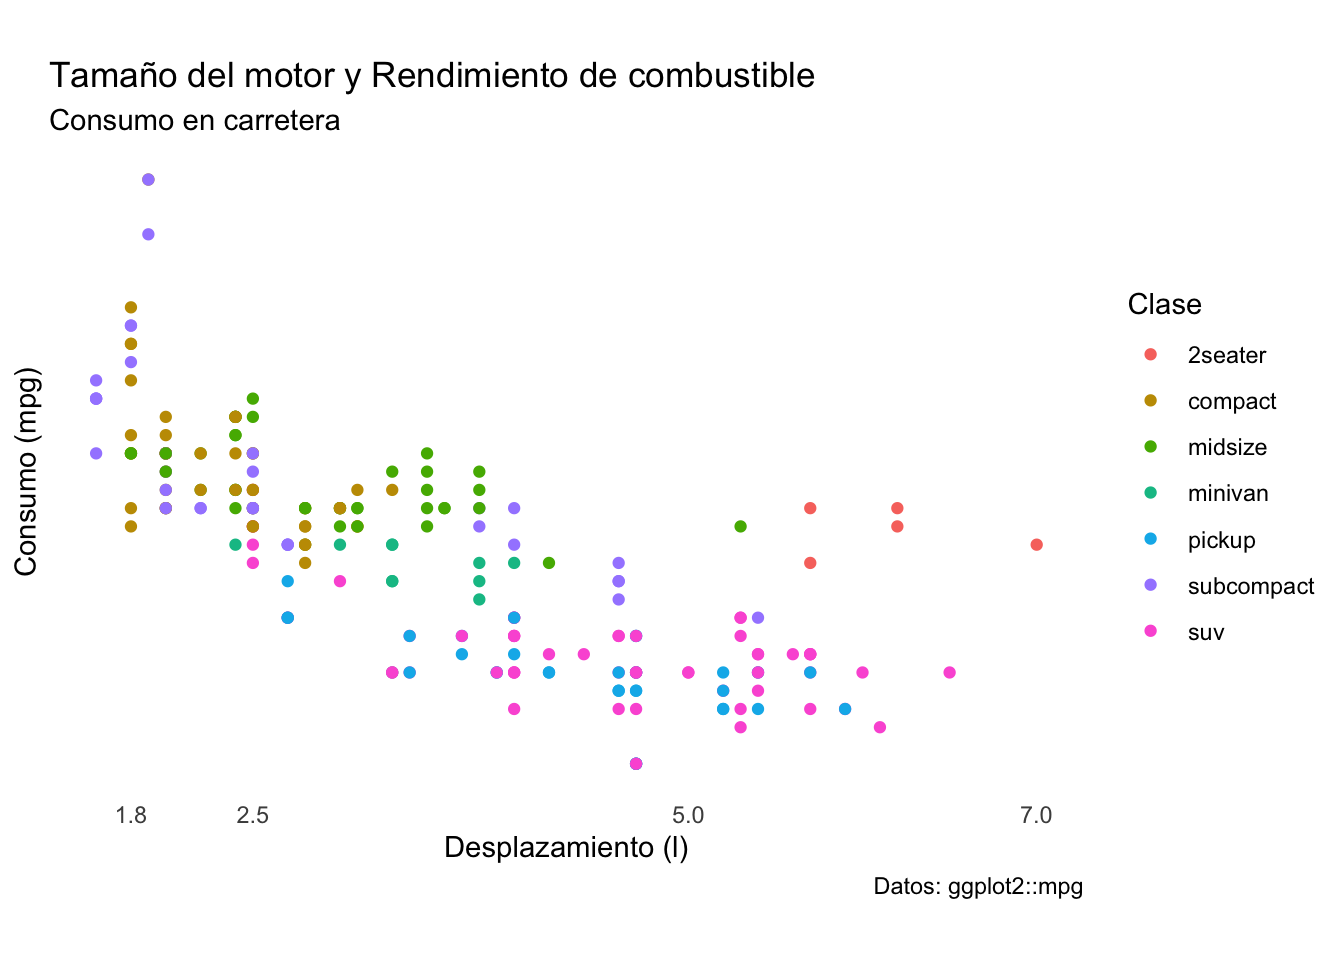 Tamaño del motor y Rendimiento de combustible
Consumo en carretera
Consumo (mpg)
Clase
2seater
compact
midsize
minivan
pickup
subcompact
suv
1.8 2.5 5.0 7.0
Desplazamiento (l)
Datos: ggplot2::mpg